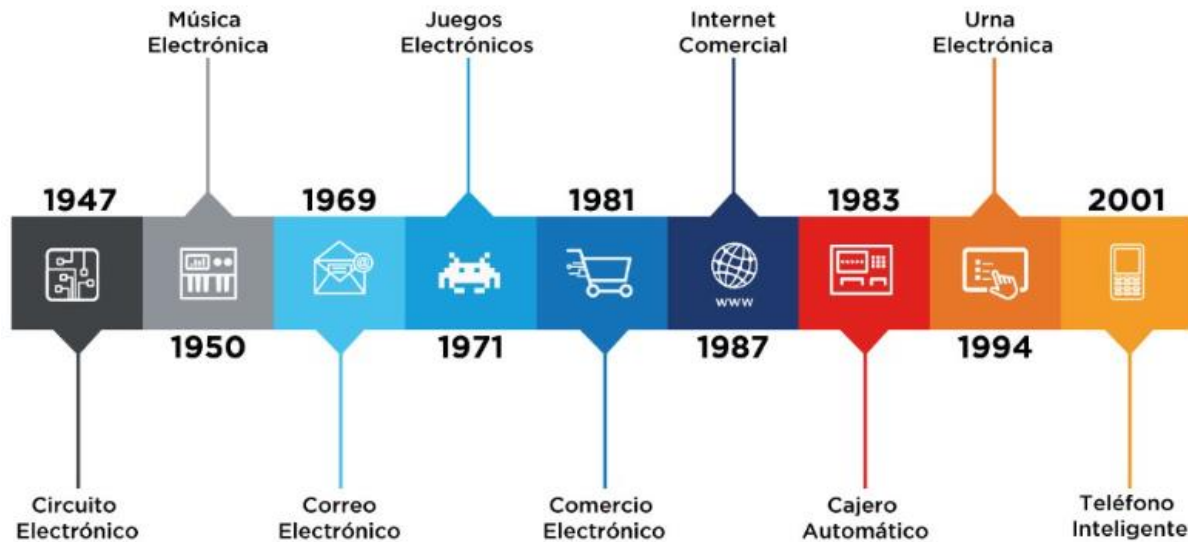 Música
Electrónica
Juegos
Electrónicos
Internet
Comercial
Urna
Electrónica
1947
1969
1981
1983
2001
@
www
1950
1971
1987
1994
Circuito
Electrónico
Correo
Electrónico
Comercio
Electrónico
Cajero
Automático
Teléfono
Inteligente